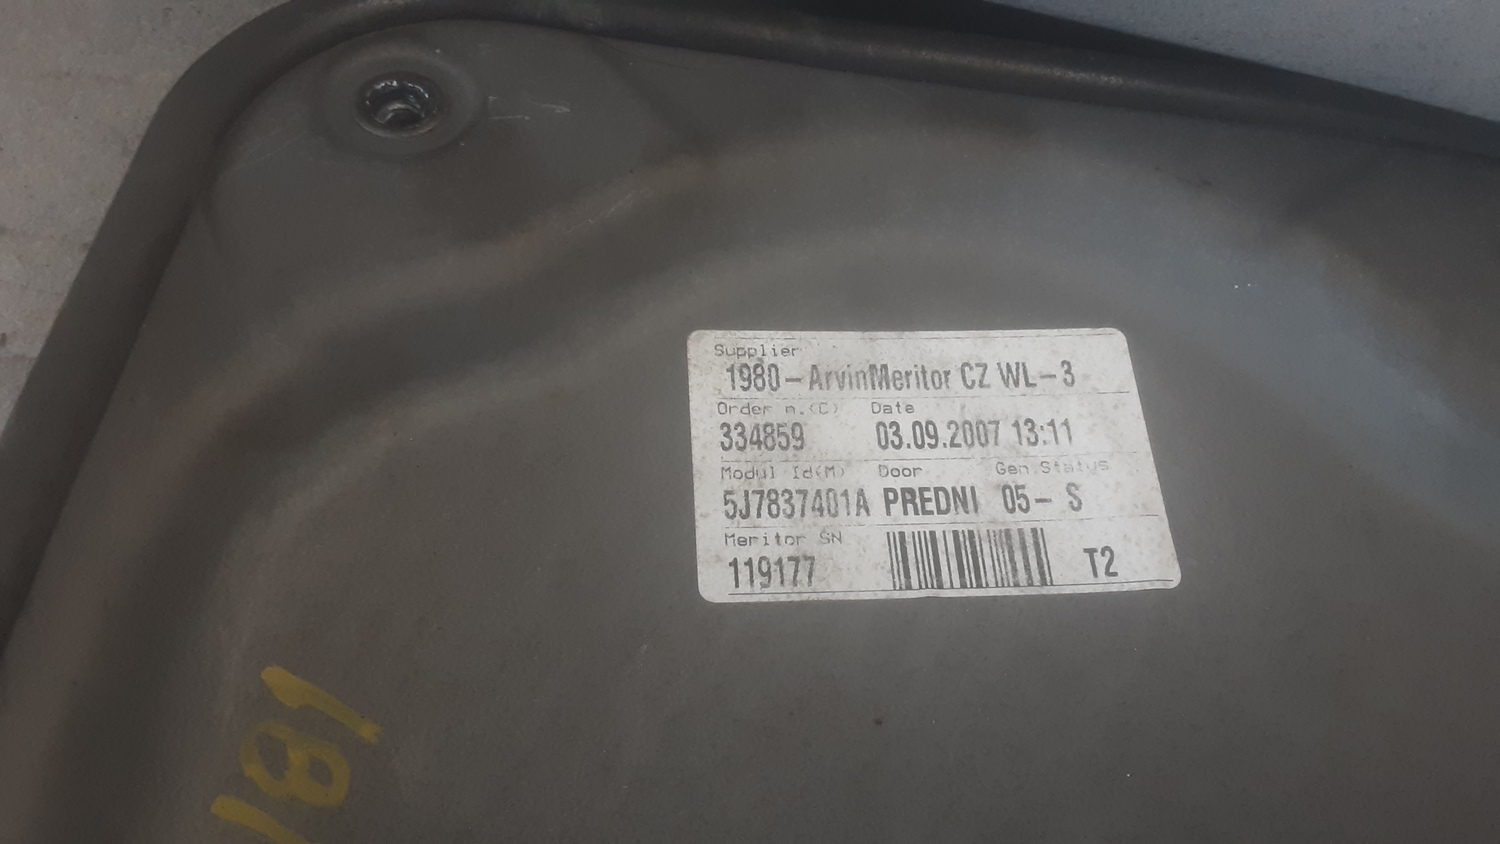 Supplier
1980-ArvinMeritor CZ WL-3
Order n.(C) Date
334859 03.09.2007 13:11
Modul Id(M) Door Gen.Status
5J7837401A PREDNI 05- S
Meritor SN
119177 T2
181